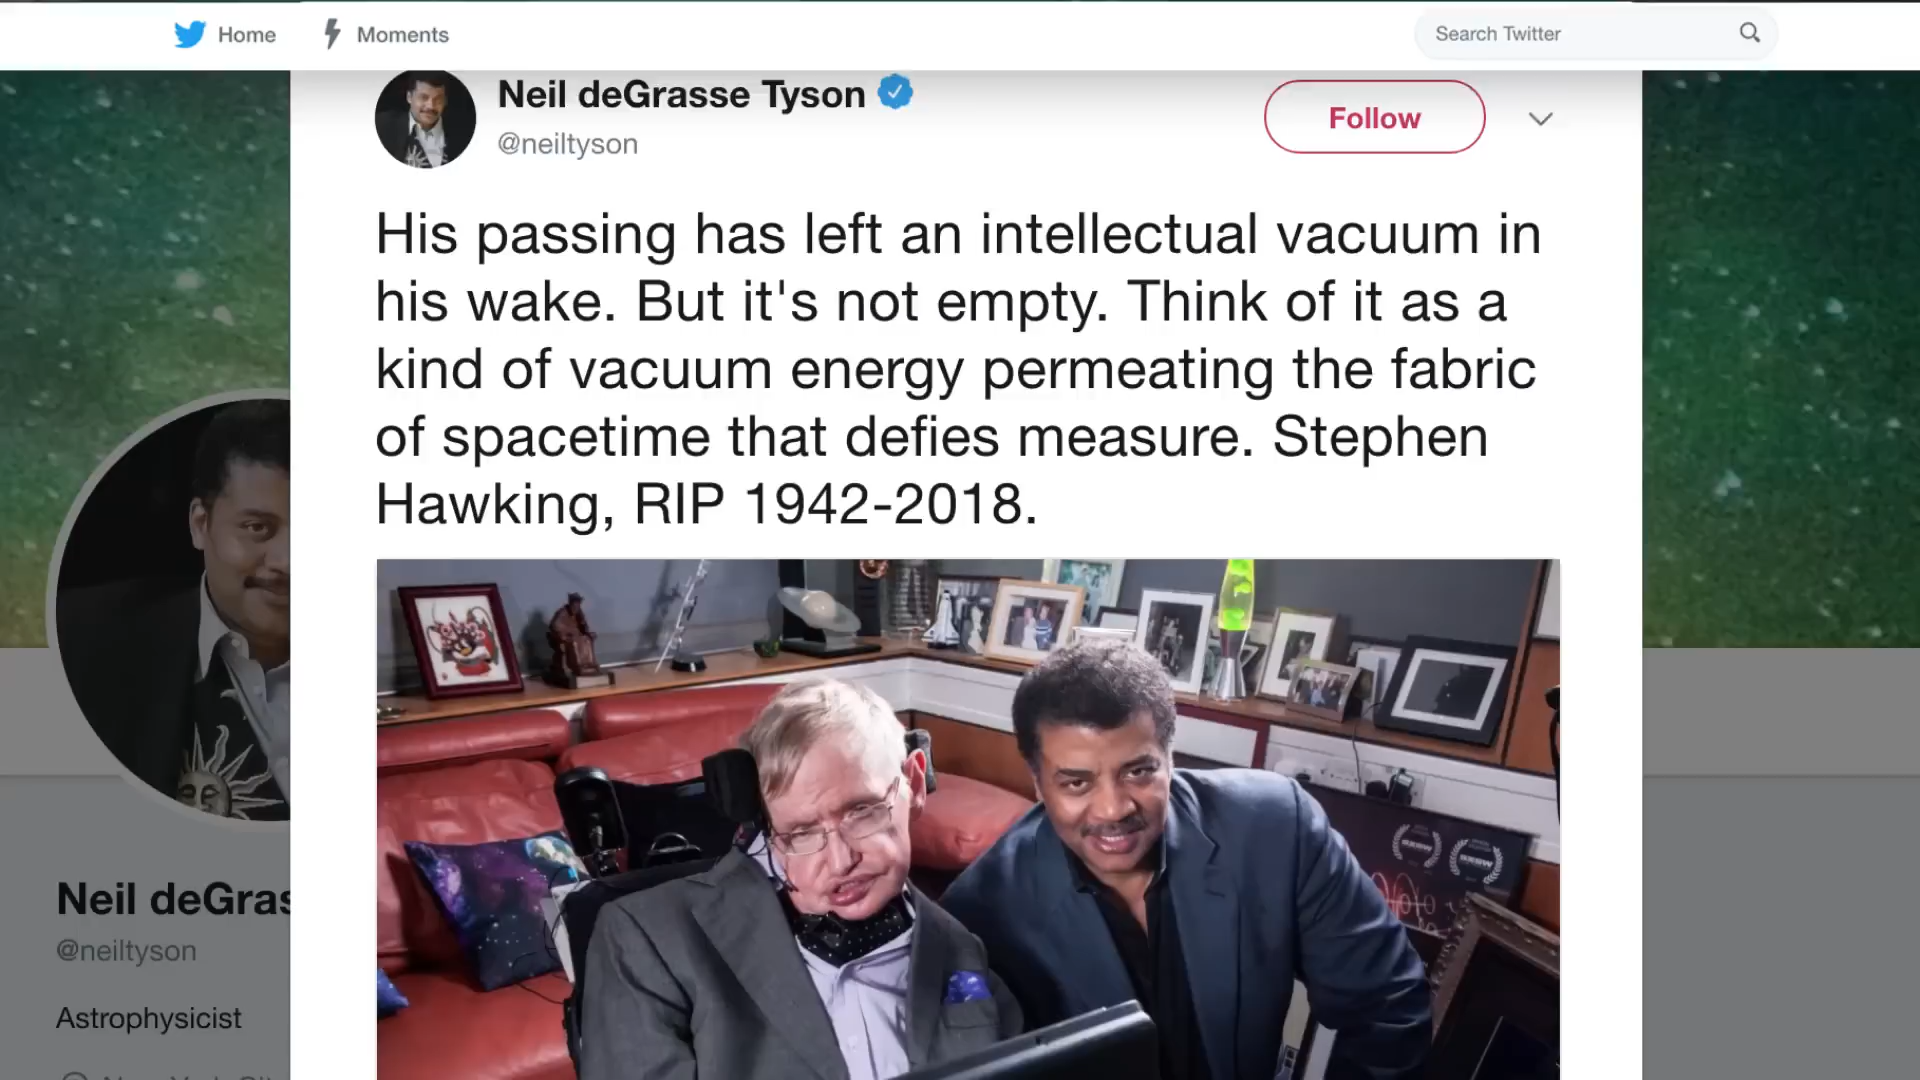 Home
Moments
Search Twitter
Neil deGrasse Tyson
@neiltyson
Follow
His passing has left an intellectual vacuum in
his wake. But it's not empty. Think of it as a
kind of vacuum energy permeating the fabric
of spacetime that defies measure. Stephen
Hawking, RIP 1942-2018.
SXSW
SXSW
Neil deGras
@neiltyson
Astrophysicist